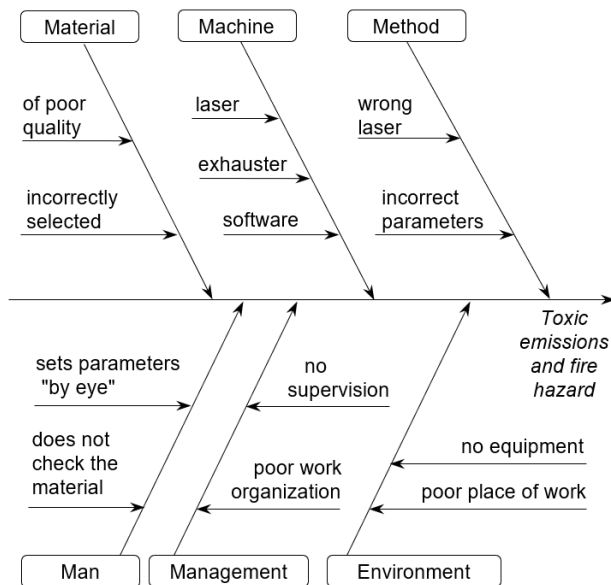 Material
Machine
Method
of poor
quality
laser
wrong
laser
exhauster
incorrectly
selected
software
incorrect
parameters
Toxic
emissions
and fire
hazard
sets parameters
"by eye"
no
supervision
does not
check the
material
poor work
organization
no equipment
poor place of work
Man
Management
Environment